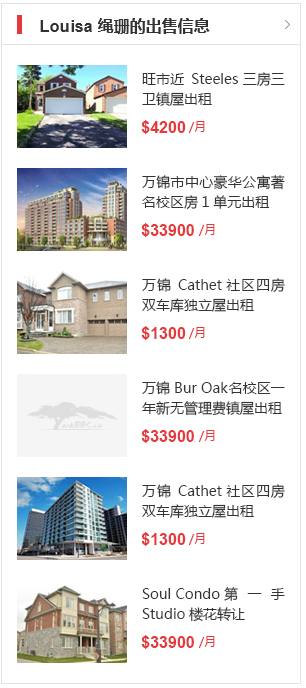 Louisa 绳珊的出售信息
旺市近 Steeles 三房三
卫镇屋出租
$4200 /月
万锦市中心豪华公寓著
名校区房１单元出租
$33900 /月
万锦 Cathet 社区四房
双车库独立屋出租
$1300 /月
万锦 Bur Oak名校区一
年新无管理费镇屋出租
$33900 /月
万锦 Cathet 社区四房
双车库独立屋出租
$1300 /月
Soul Condo 第 一 手
Studio 楼花转让
$33900 /月